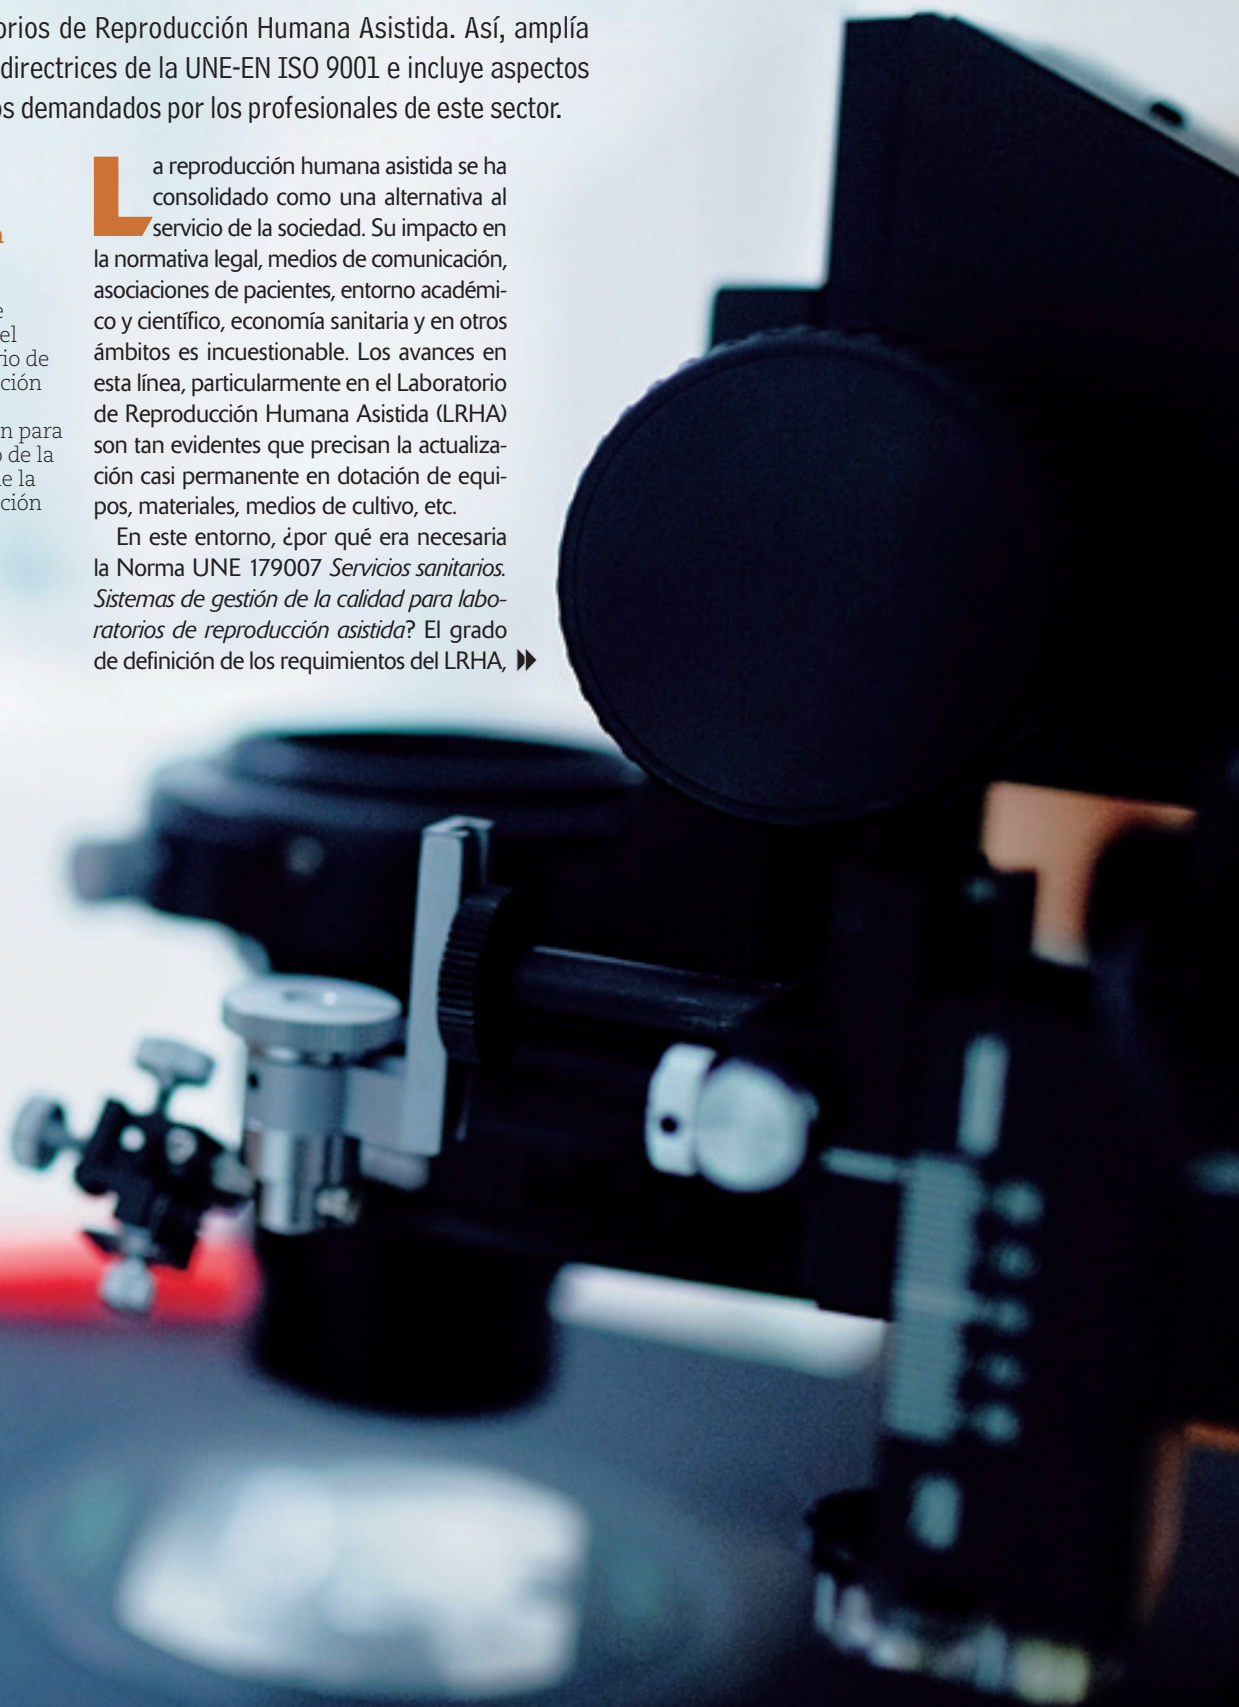 orios de Reproducción Humana Asistida. Así, amplía
directrices de la UNE-EN ISO 9001 e incluye aspectos
os demandados por los profesionales de este sector.
a
e
el
io de
ción
n para
o de la
e la
ción
La reproducción humana asistida se ha
consolidado como una alternativa al
servicio de la sociedad. Su impacto en
la normativa legal, medios de comunicación,
asociaciones de pacientes, entorno académi-
co y científico, economía sanitaria y en otros
ámbitos es incuestionable. Los avances en
esta línea, particularmente en el Laboratorio
de Reproducción Humana Asistida (LRHA)
son tan evidentes que precisan la actualiza-
ción casi permanente en dotación de equi-
pos, materiales, medios de cultivo, etc.
En este entorno, ¿por qué era necesaria
la Norma UNE 179007 Servicios sanitarios.
Sistemas de gestión de la calidad para labo-
ratorios de reproducción asistida? El grado
de definición de los requimientos del LRHA,